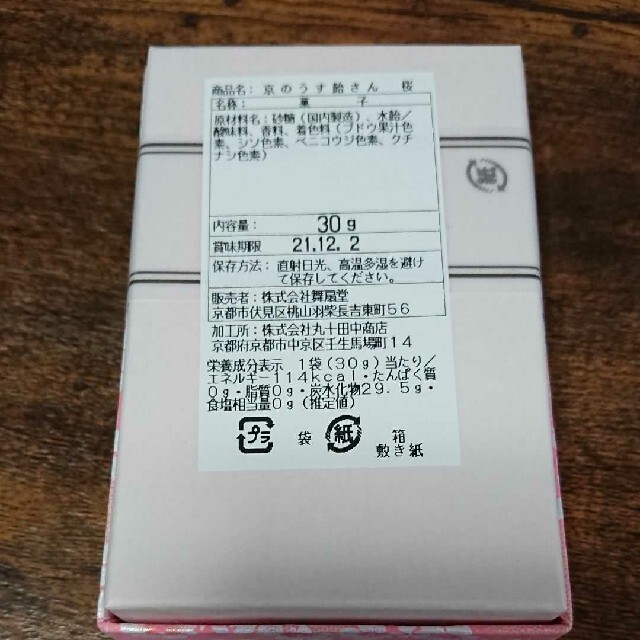 商品名: 京のうす飴さん 桜
名称: 菓子
原材料名: 砂糖(国内製造)、水飴/
酸味料、香料、着色料(ブドウ果汁色
素、シソ色素、ベニコウジ色素、クチ
ナシ色素)
内容量: 30g
賞味期限 21.12.2
保存方法: 直射日光、高温多湿を避け
て保存してください。
販売者: 株式会社舞扇堂
京都市伏見区桃山羽柴長吉東町56
加工所: 株式会社丸十田中商店
京都府京都市中京区壬生馬場町14
栄養成分表示 1袋(30g)当たり/
エネルギー114kcal・たんぱく質
0g・脂質0g・炭水化物29.5g・
食塩相当量0g(推定値)
プラ 袋 紙 箱
敷き紙